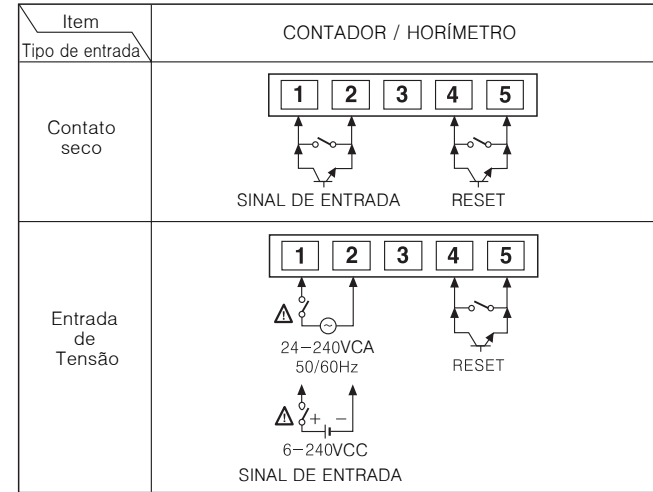 Item
Tipo de entrada
CONTADOR / HORÍMETRO
Contato
seco
1 2 3 4 5
SINAL DE ENTRADA RESET
Entrada
de
Tensão
1 2 3 4 5
24-240VCA
50/60Hz
RESET
+ -
6-240VCC
SINAL DE ENTRADA